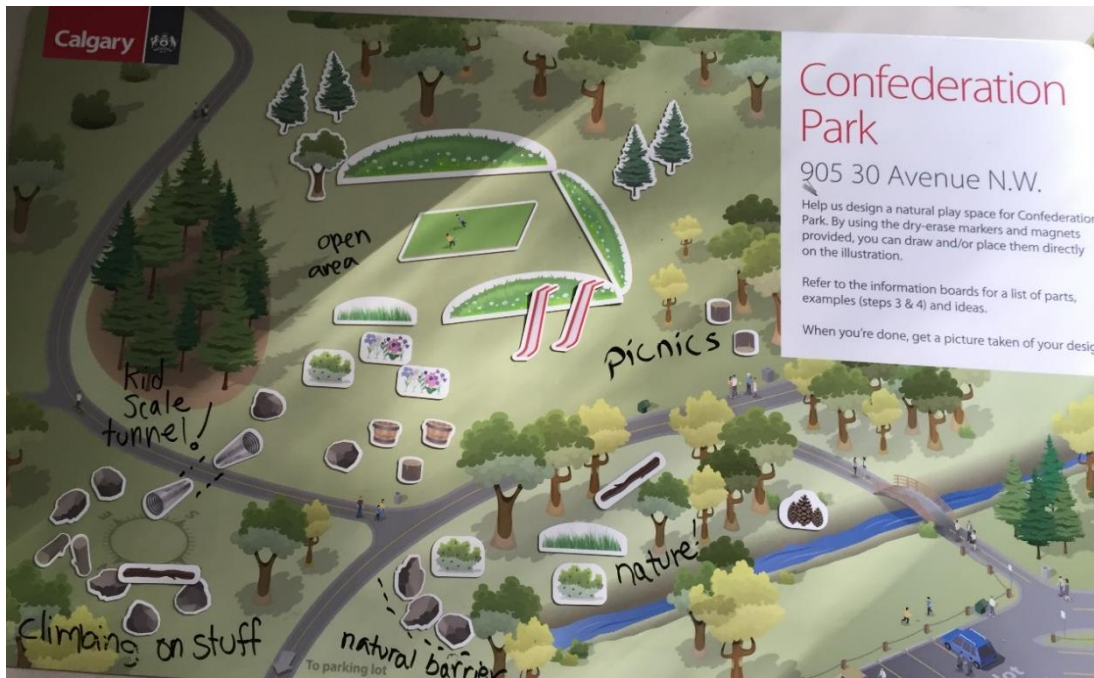 Calgary
Confederation
Park
905 30 Avenue N.W.
Help us design a natural play space for Confederation
Park. By using the dry-erase markers and magnets
provided, you can draw and/or place them directly
on the illustration.
Refer to the information boards for a list of parts,
examples (steps 3 & 4) and ideas.
When you're done, get a picture taken of your desig
open
area
picnics
kid
scale
tunnel!
nature!
climbing on stuff
natural barrier
To parking lot
lot